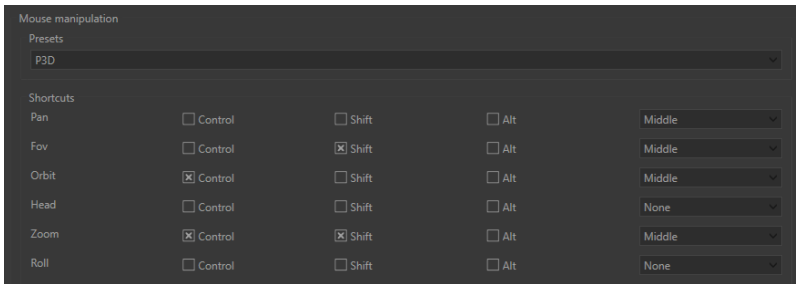 Mouse manipulation
Presets
P3D
Shortcuts
Pan Control Shift Alt Middle
Fov Control Shift Alt Middle
Orbit Control Shift Alt Middle
Head Control Shift Alt None
Zoom Control Shift Alt Middle
Roll Control Shift Alt None